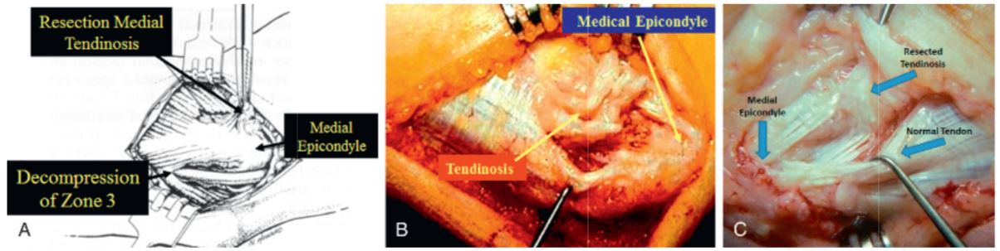 Resection Medial
Tendinosis
Medial
Epicondyle
Decompression
of Zone 3
A
Medical Epicondyle
Tendinosis
B
Resected
Tendinosis
Medial
Epicondyle
Normal Tendon
C